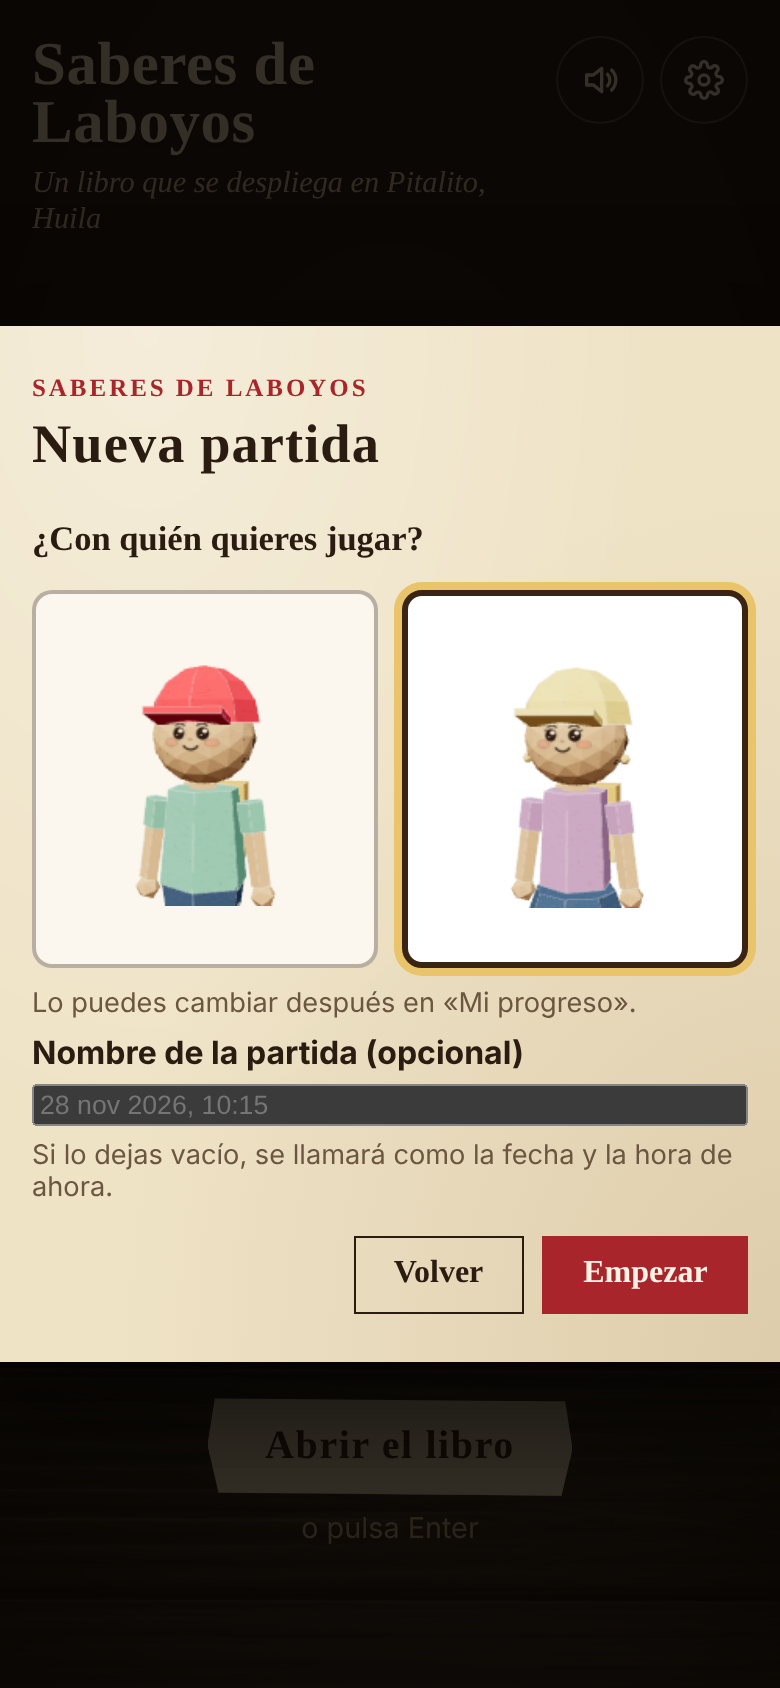 Saberes de
Laboyos
Un libro que se despliega en Pitalito,
Huila
SABERES DE LABOYOS
Nueva partida
¿Con quién quieres jugar?
Lo puedes cambiar después en «Mi progreso».
Nombre de la partida (opcional)
28 nov 2026, 10:15
Si lo dejas vacío, se llamará como la fecha y la hora de
ahora.
Volver
Empezar
Abrir el libro
o pulsa Enter